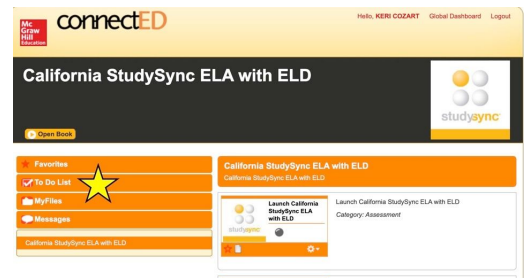 Mc
Graw
Hill
Education
connectED
Hello, KERI COZART Global Dashboard Logout
California StudySync ELA with ELD
studysync
Open Book
Favorites
To Do List
MyFiles
Messages
California StudySync ELA with ELD
California StudySync ELA with ELD
California StudySync ELA with ELD
studysync
Launch California
StudySync ELA
with ELD
Launch California StudySync ELA with ELD
Category: Assessment